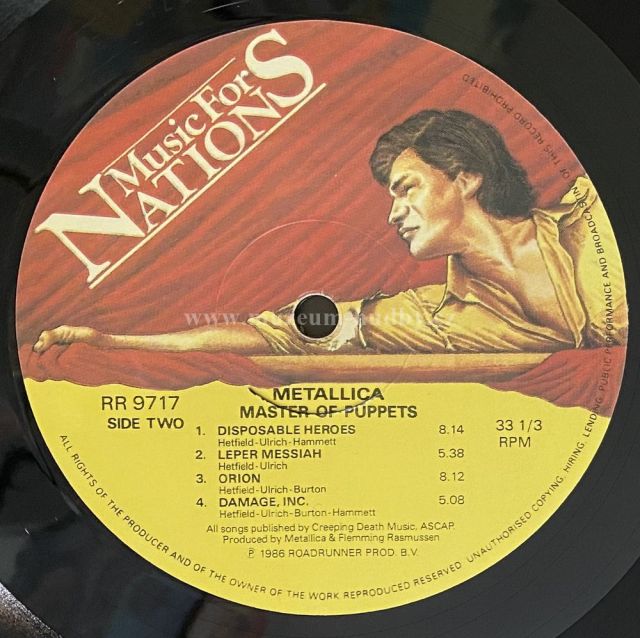 Music For
NATIONS
METALLICA
MASTER OF PUPPETS
RR 9717
SIDE TWO
33 1/3
RPM
1. DISPOSABLE HEROES 8.14
Hetfield-Ulrich-Hammett
2. LEPER MESSIAH 5.38
Hetfield-Ulrich
3. ORION 8.12
Hetfield-Ulrich-Burton
4. DAMAGE, INC. 5.08
Hetfield-Ulrich-Burton-Hammett
All songs published by Creeping Death Music, ASCAP.
Produced by Metallica & Flemming Rasmussen
℗ 1986 ROADRUNNER PROD. B.V.
ALL RIGHTS OF THE PRODUCER AND OF THE OWNER OF THE WORK REPRODUCED RESERVED. UNAUTHORISED COPYING, HIRING, LENDING, PUBLIC PERFORMANCE AND BROADCASTING OF THIS RECORD PROHIBITED